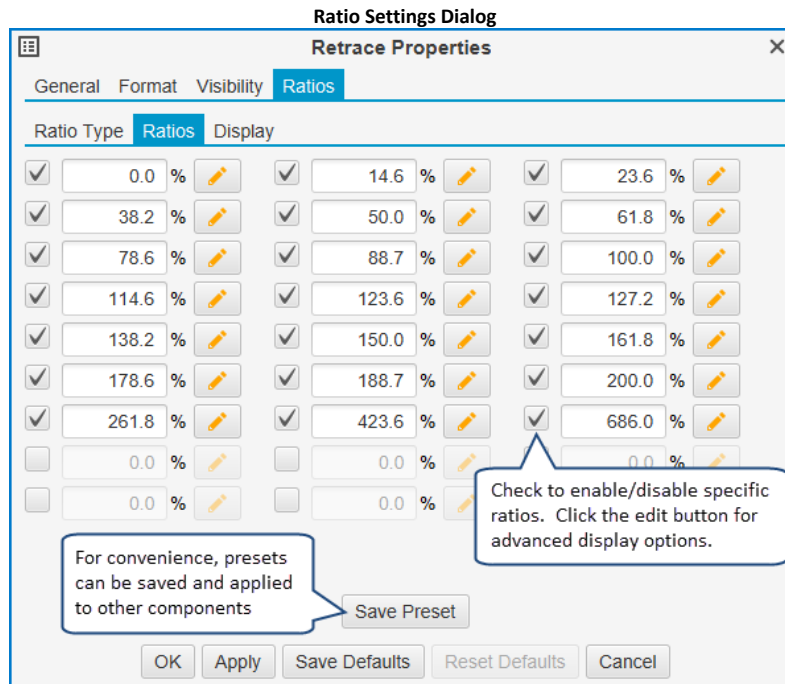 Ratio Settings Dialog
Retrace Properties
General Format Visibility Ratios
Ratio Type Ratios Display
0.0 % 14.6 % 23.6 %
38.2 % 50.0 % 61.8 %
78.6 % 88.7 % 100.0 %
114.6 % 123.6 % 127.2 %
138.2 % 150.0 % 161.8 %
178.6 % 188.7 % 200.0 %
261.8 % 423.6 % 686.0 %
0.0 % 0.0 % 0.0 %
0.0 % 0.0 %
Check to enable/disable specific
ratios. Click the edit button for
advanced display options.
For convenience, presets
can be saved and applied
to other components
Save Preset
OK Apply Save Defaults Reset Defaults Cancel